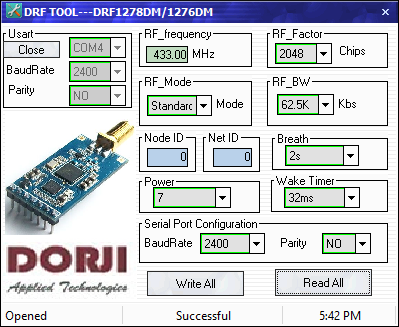 DRF TOOL---DRF1278DM/1276DM
Usart
Close
COM4
BaudRate
2400
Parity
NO
RF_frequency
433.00
MHz
RF_Factor
2048
Chips
RF_Mode
Standard
Mode
RF_BW
62.5K
Kbs
Node ID
0
Net ID
0
Breath
2s
Power
7
Wake Timer
32ms
Serial Port Configuration
BaudRate
2400
Parity
NO
DORJI
Applied Technologies
Write All
Read All
Opened
Successful
5:42 PM